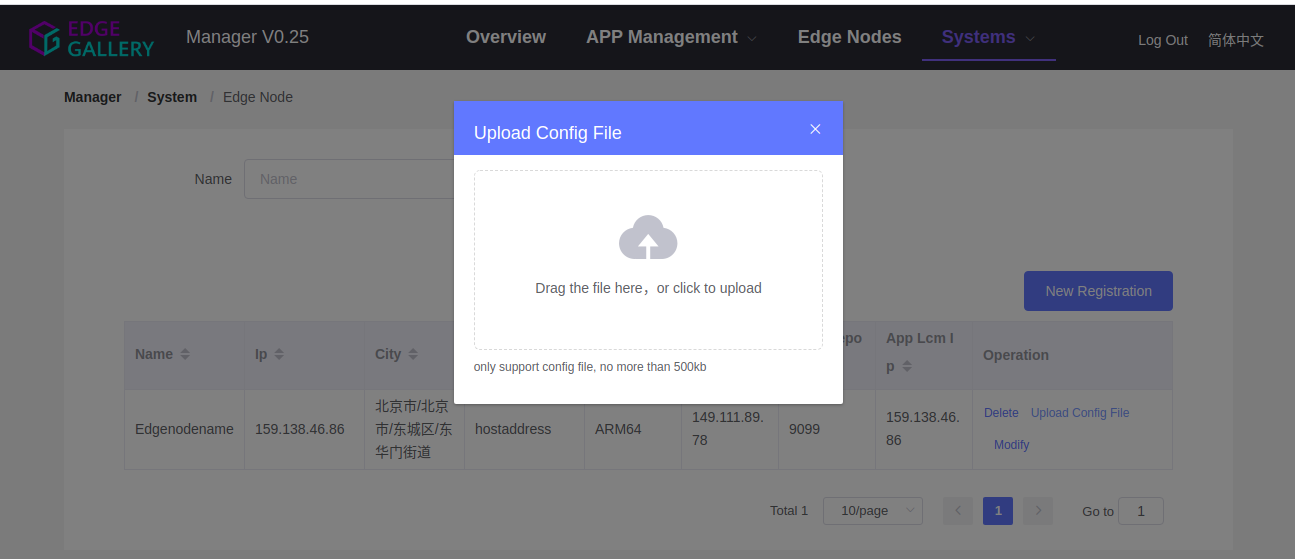 EDGE
GALLERY
Manager V0.25
Overview
APP Management
Edge Nodes
Systems
Log Out
简体中文
Manager / System / Edge Node
Upload Config File
Name
Name
Drag the file here，or click to upload
only support config file, no more than 500kb
New Registration
Name
Ip
City
epo
App Lcm I
p
Operation
Edgenodename
159.138.46.86
北京市/北京
市/东城区/东
华门街道
hostaddress
ARM64
149.111.89.
78
9099
159.138.46.
86
Delete
Upload Config File
Modify
Total 1
10/page
1
Go to
1